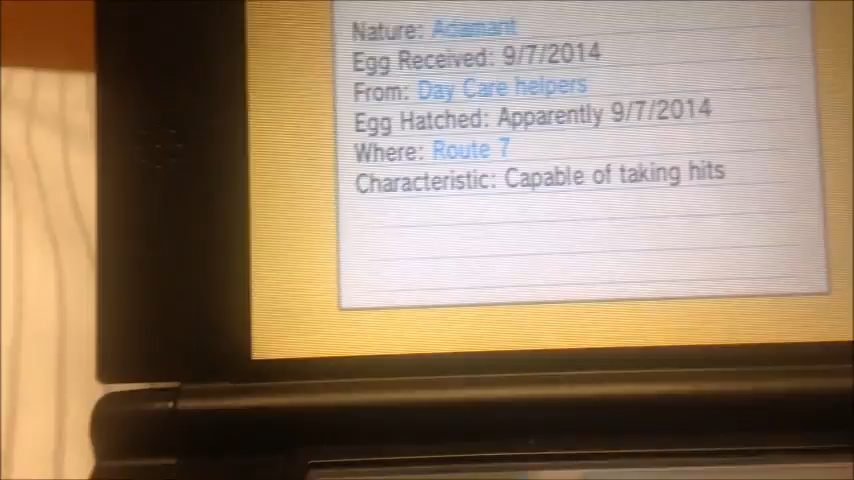 Nature: Adamant
Egg Received: 9/7/2014
From: Day Care helpers
Egg Hatched: Apparently 9/7/2014
Where: Route 7
Characteristic: Capable of taking hits